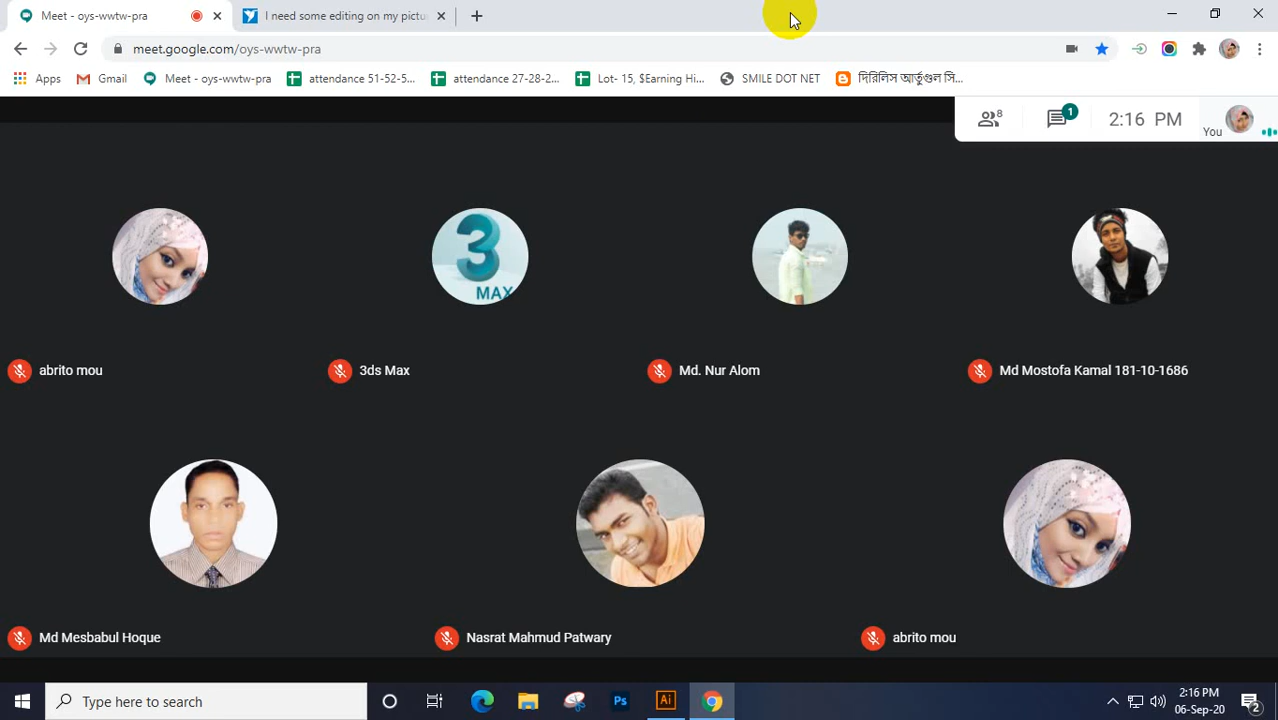 Meet - oys-wwtw-pra
I need some editing on my pictu
meet.google.com/oys-wwtw-pra
Apps
Gmail
Meet - oys-wwtw-pra
attendance 51-52-5...
attendance 27-28-2...
Lot- 15, $Earning Hi...
SMILE DOT NET
দিরিলিস আর্তুগুল সি...
8
1
2:16 PM
You
3
MAX
abrito mou
3ds Max
Md. Nur Alom
Md Mostofa Kamal 181-10-1686
Md Mesbabul Hoque
Nasrat Mahmud Patwary
abrito mou
Type here to search
Ps
Ai
2:16 PM
06-Sep-20
2